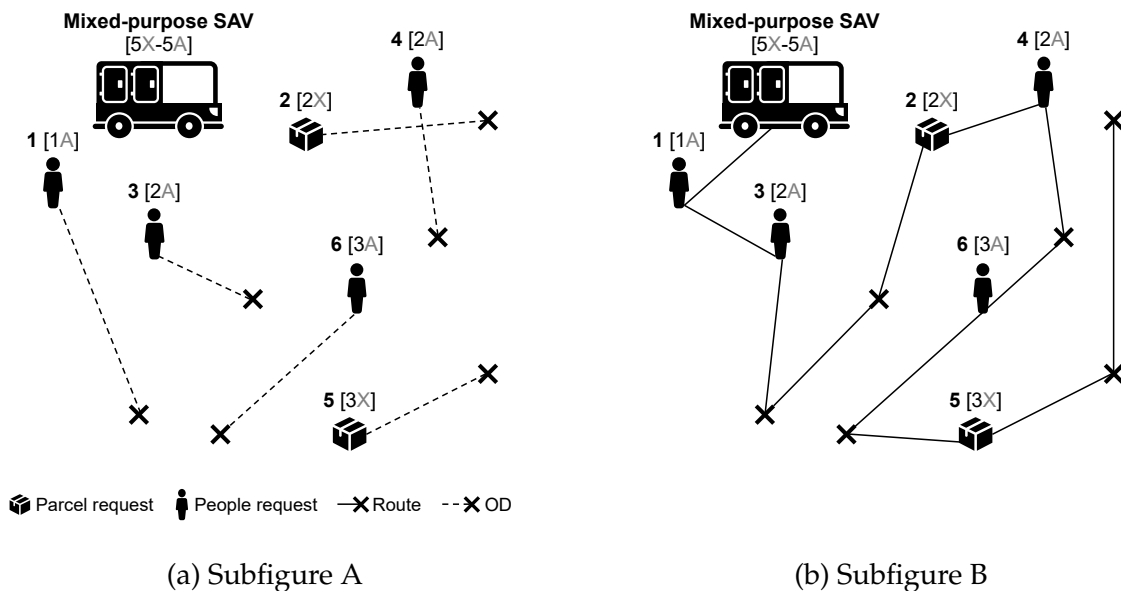 Mixed-purpose SAV
[5X-5A]
4 [2A]
2 [2X]
1 [1A]
3 [2A]
6 [3A]
5 [3X]
Parcel request People request Route OD
(a) Subfigure A
Mixed-purpose SAV
[5X-5A]
4 [2A]
2 [2X]
1 [1A]
3 [2A]
6 [3A]
5 [3X]
(b) Subfigure B